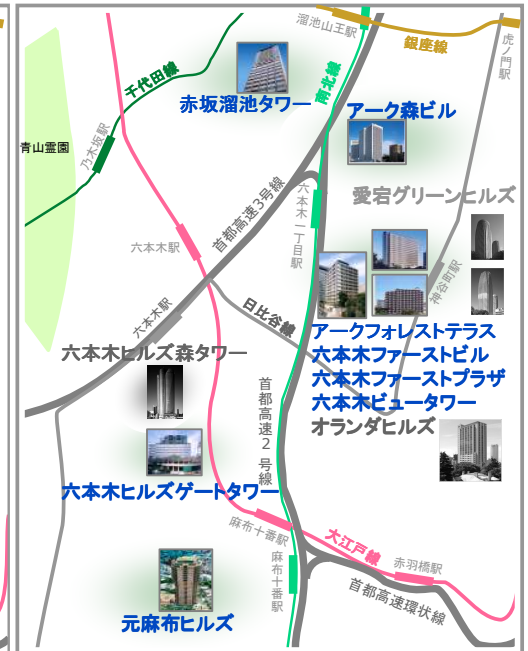 溜池山王駅
銀座線
虎ノ門駅
千代田線
赤坂溜池タワー
南北線
アーク森ビル
青山霊園
乃木坂駅
六本木一丁目駅
愛宕グリーンヒルズ
首都高速3号線
六本木駅
神谷町駅
六本木駅
日比谷線
アークフォレストテラス
六本木ファーストビル
六本木ファーストプラザ
六本木ビュータワー
オランダヒルズ
六本木ヒルズ森タワー
首都高速2号線
六本木ヒルズゲートタワー
麻布十番駅
大江戸線
赤羽橋駅
麻布十番駅
首都高速環状線
元麻布ヒルズ